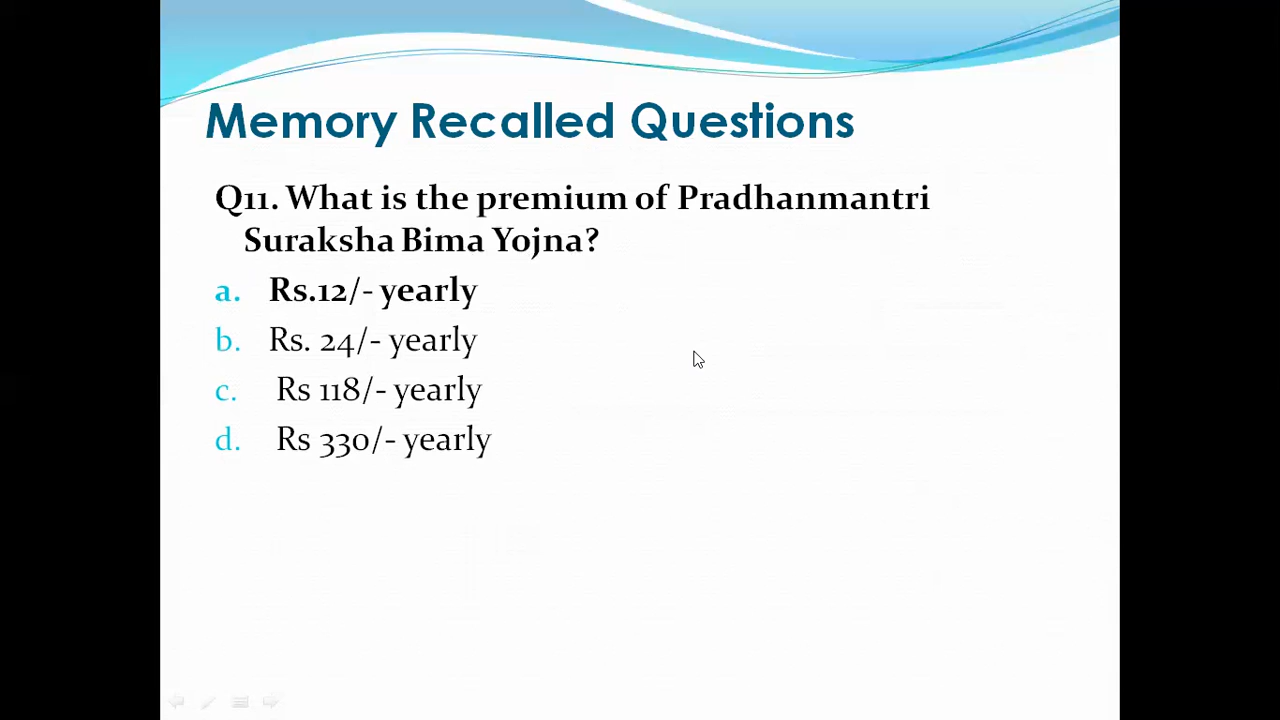 Memory Recalled Questions
Q11. What is the premium of Pradhanmantri
Suraksha Bima Yojna?
a. Rs.12/- yearly
b. Rs. 24/- yearly
c. Rs 118/- yearly
d. Rs 330/- yearly